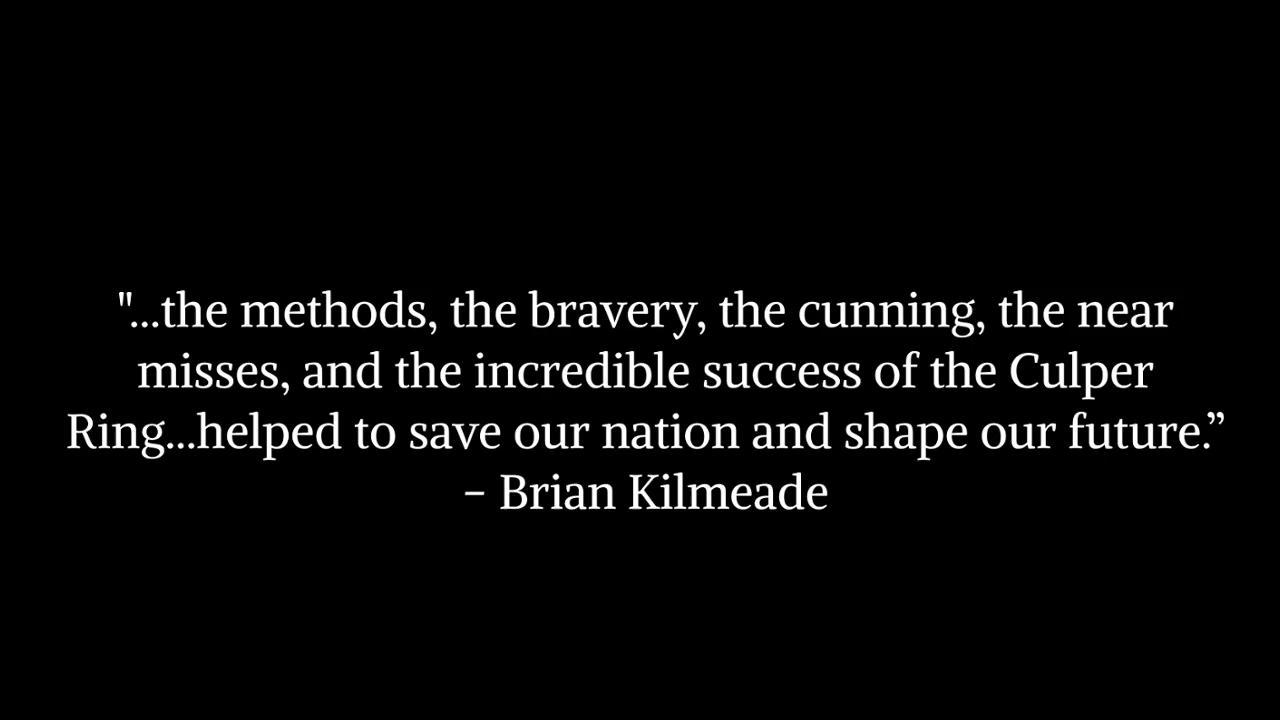 "...the methods, the bravery, the cunning, the near
misses, and the incredible success of the Culper
Ring...helped to save our nation and shape our future.”
– Brian Kilmeade